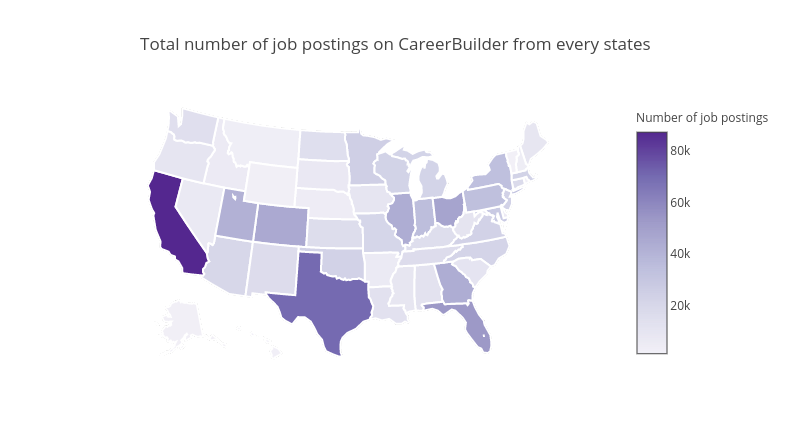 Total number of job postings on CareerBuilder from every states
Number of job postings
80k
60k
40k
20k